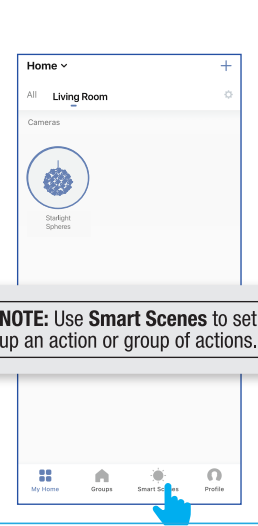 Home
All Living Room
Cameras
Starlight
Spheres
NOTE: Use Smart Scenes to set
up an action or group of actions.
My Home Groups Smart Scenes Profile